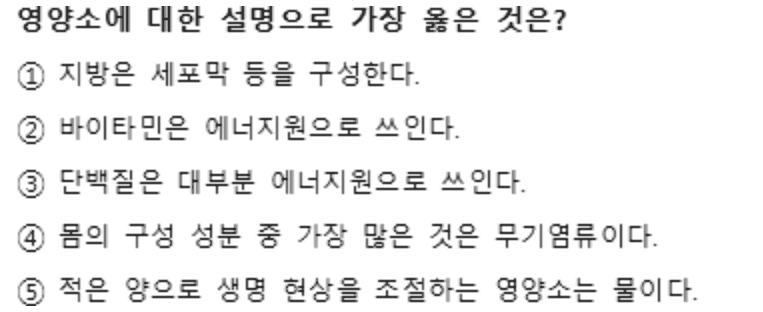 영양소에 대한 설명으로 가장 옳은 것은?
① 지방은 세포막 등을 구성한다.
② 바이타민은 에너지원으로 쓰인다.
③ 단백질은 대부분 에너지원으로 쓰인다.
④ 몸의 구성 성분 중 가장 많은 것은 무기염류이다.
⑤ 적은 양으로 생명 현상을 조절하는 영양소는 물이다.